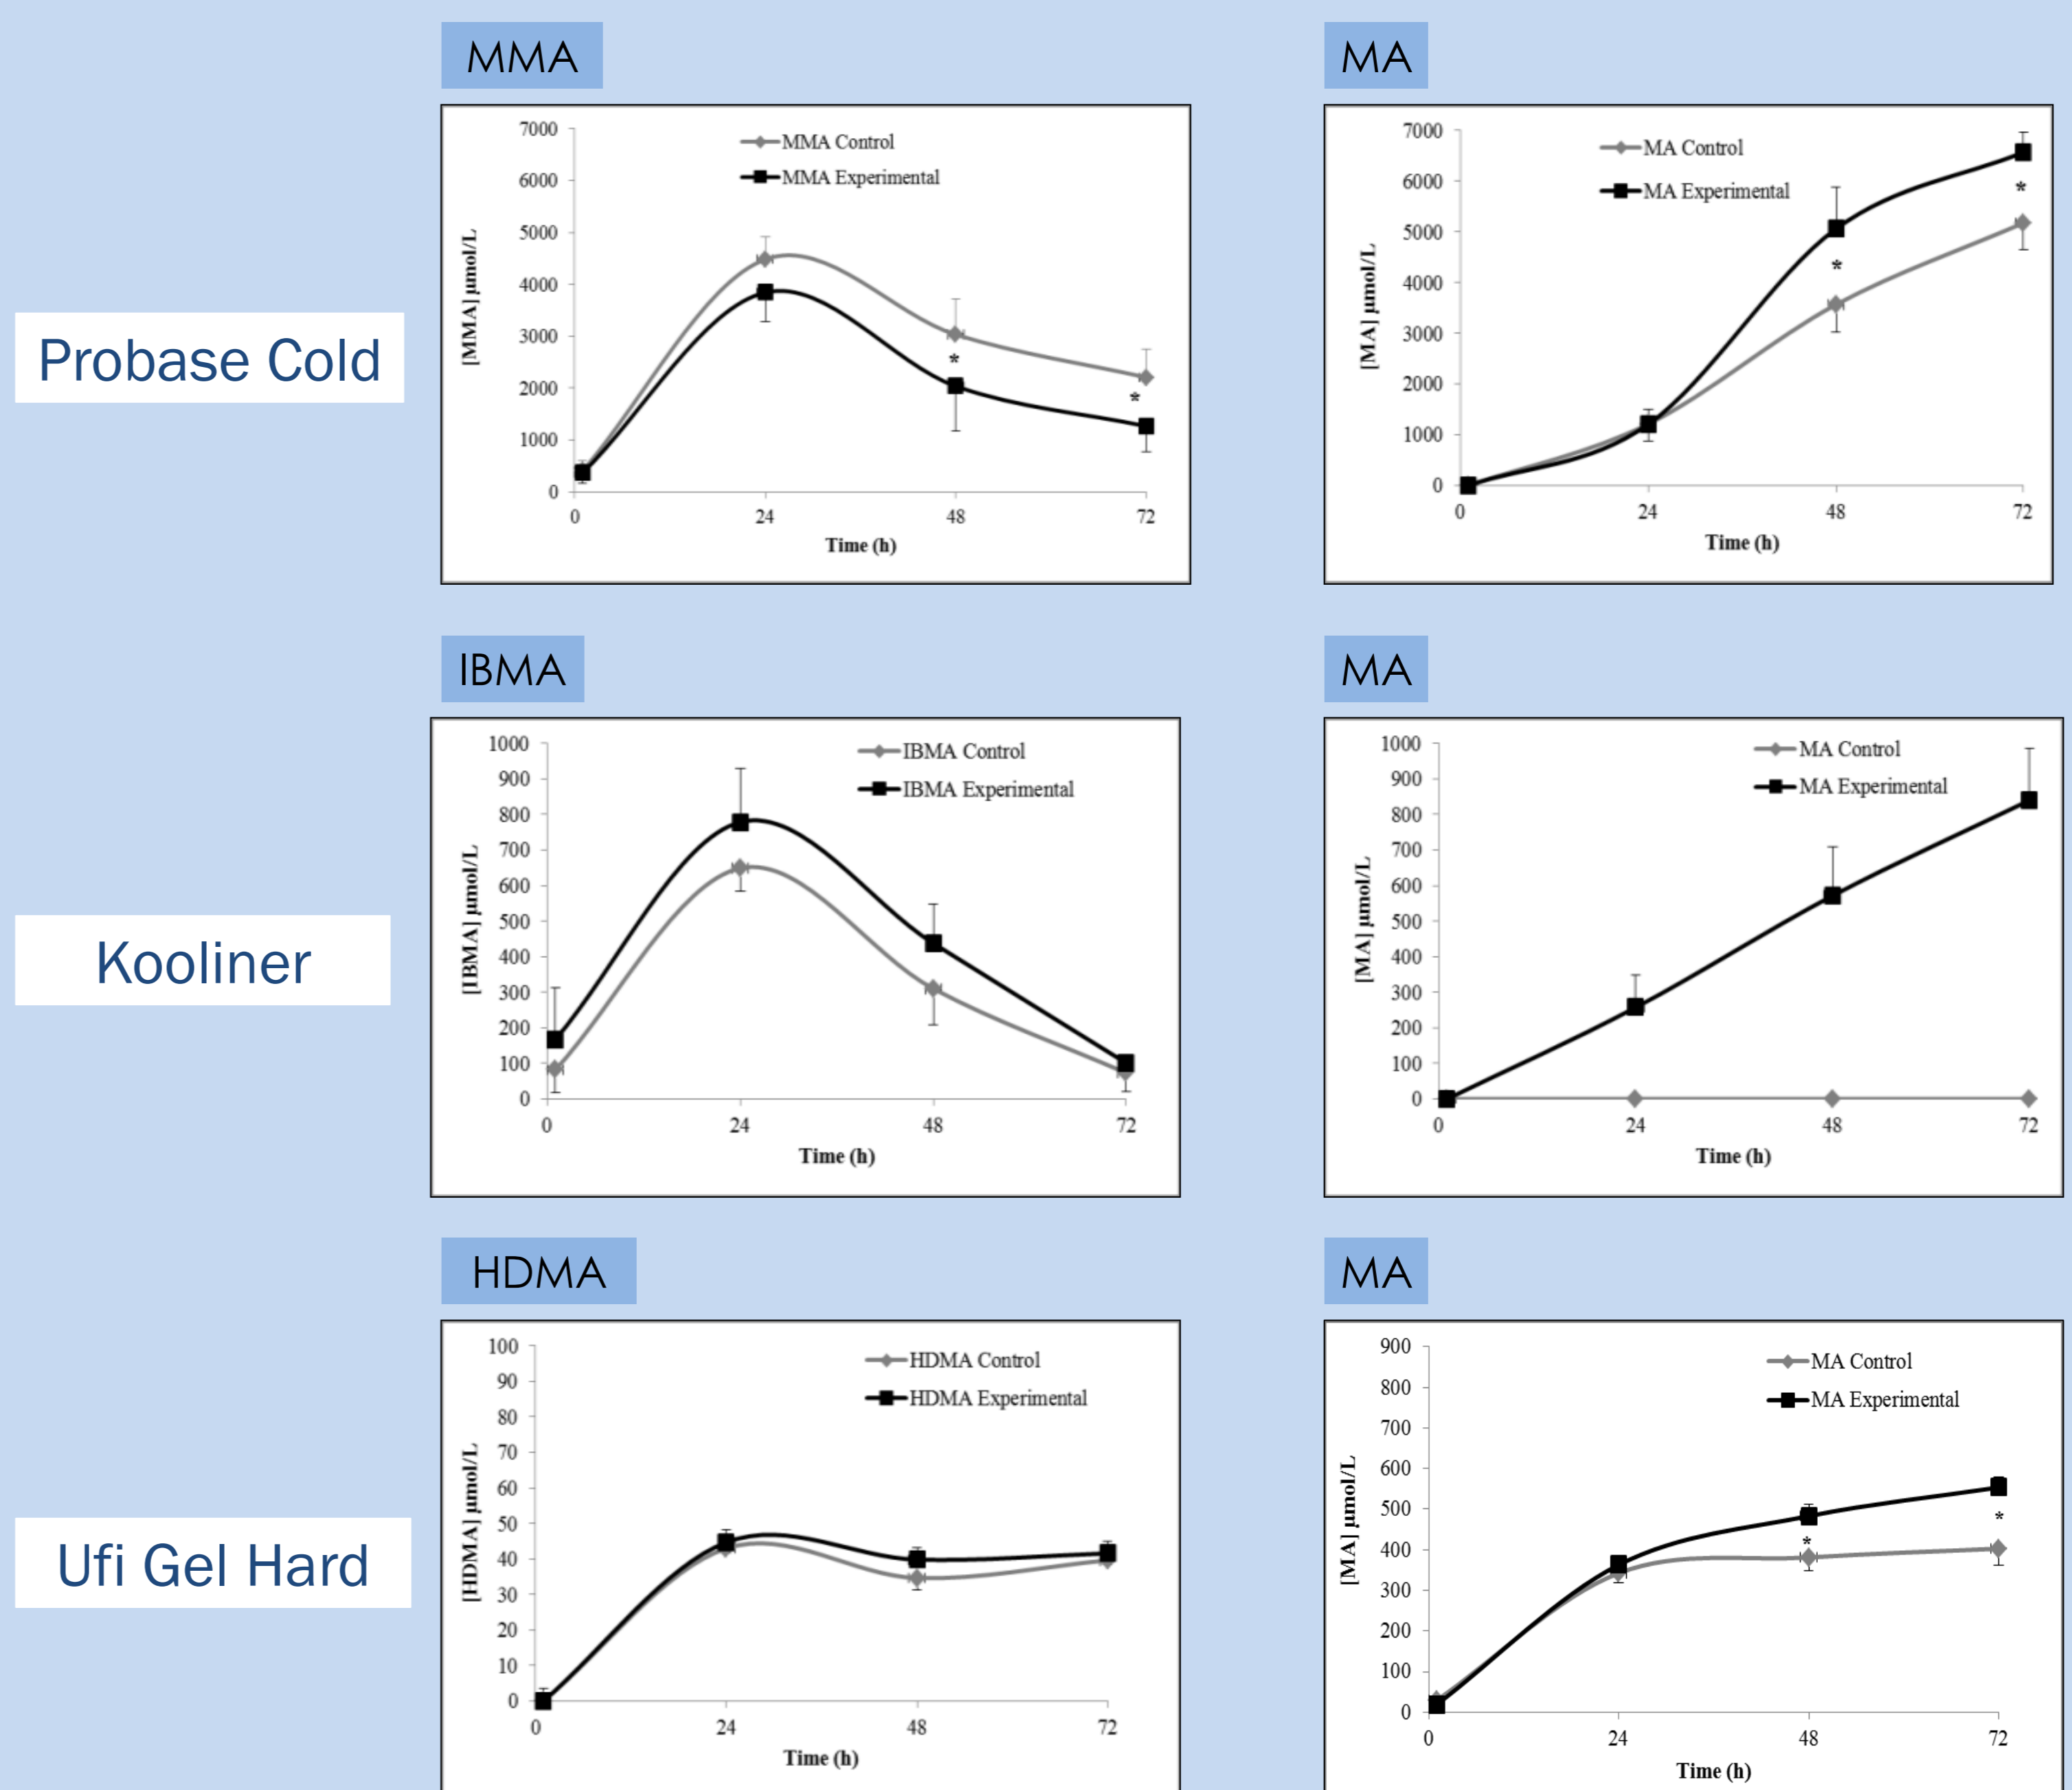 MMA
MA
Probase Cold
7000
6000
5000
4000
3000
2000
1000
0
[MMA] µmol/L
MMA Control
MMA Experimental
*
*
0 24 48 72
Time (h)
7000
6000
5000
4000
3000
2000
1000
0
[MA] µmol/L
MA Control
MA Experimental
*
*
0 24 48 72
Time (h)
IBMA
MA
Kooliner
1000
900
800
700
600
500
400
300
200
100
0
[IBMA] µmol/L
IBMA Control
IBMA Experimental
0 24 48 72
Time (h)
1000
900
800
700
600
500
400
300
200
100
0
[MA] µmol/L
MA Control
MA Experimental
0 24 48 72
Time (h)
HDMA
MA
Ufi Gel Hard
100
90
80
70
60
50
40
30
20
10
0
[HDMA] µmol/L
HDMA Control
HDMA Experimental
0 24 48 72
Time (h)
900
800
700
600
500
400
300
200
100
0
[MA] µmol/L
MA Control
MA Experimental
*
*
0 24 48 72
Time (h)